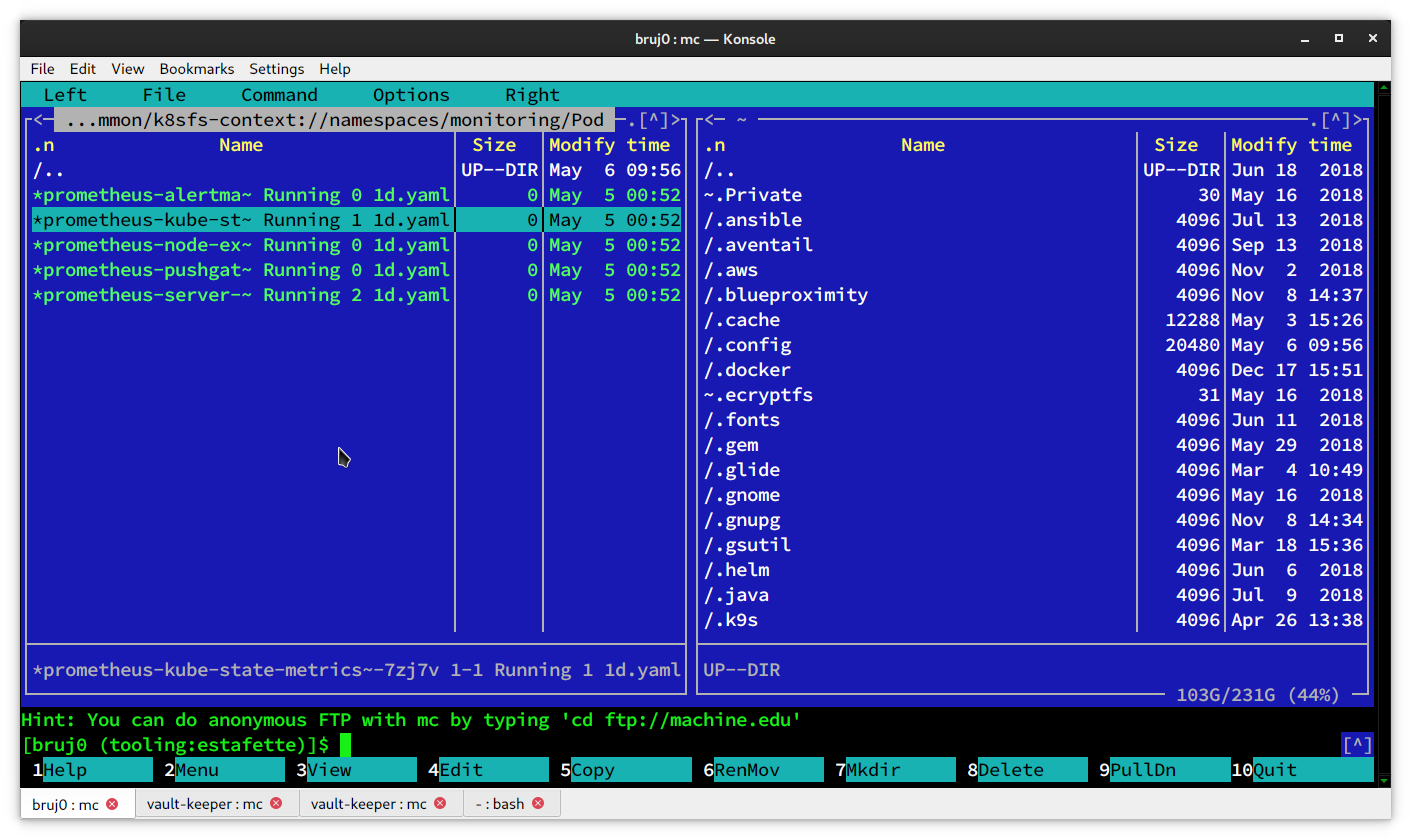 bruj0 : mc — Konsole
File Edit View Bookmarks Settings Help
Left File Command Options Right
<─ ...mmon/k8sfs-context://namespaces/monitoring/Pod ─.[^]>
.n Name Size Modify time
/.. UP--DIR May 6 09:56
*prometheus-alertma~ Running 0 1d.yaml 0 May 5 00:52
*prometheus-kube-st~ Running 1 1d.yaml 0 May 5 00:52
*prometheus-node-ex~ Running 0 1d.yaml 0 May 5 00:52
*prometheus-pushgat~ Running 0 1d.yaml 0 May 5 00:52
*prometheus-server-~ Running 2 1d.yaml 0 May 5 00:52
*prometheus-kube-state-metrics~-7zj7v 1-1 Running 1 1d.yaml
<─ ~ ─.[^]>
.n Name Size Modify time
/.. UP--DIR Jun 18 2018
~.Private 30 May 16 2018
/.ansible 4096 Jul 13 2018
/.aventail 4096 Sep 13 2018
/.aws 4096 Nov 2 2018
/.blueproximity 4096 Nov 8 14:37
/.cache 12288 May 3 15:26
/.config 20480 May 6 09:56
/.docker 4096 Dec 17 15:51
~.ecryptfs 31 May 16 2018
/.fonts 4096 Jun 11 2018
/.gem 4096 May 29 2018
/.glide 4096 Mar 4 10:49
/.gnome 4096 May 16 2018
/.gnupg 4096 Nov 8 14:34
/.gsutil 4096 Mar 18 15:36
/.helm 4096 Jun 6 2018
/.java 4096 Jul 9 2018
/.k9s 4096 Apr 26 13:38
UP--DIR
103G/231G (44%)
Hint: You can do anonymous FTP with mc by typing 'cd ftp://machine.edu'
[bruj0 (tooling:estafette)]$ [^]
1Help 2Menu 3View 4Edit 5Copy 6RenMov 7Mkdir 8Delete 9PullDn 10Quit
bruj0 : mc vault-keeper : mc vault-keeper : mc - : bash